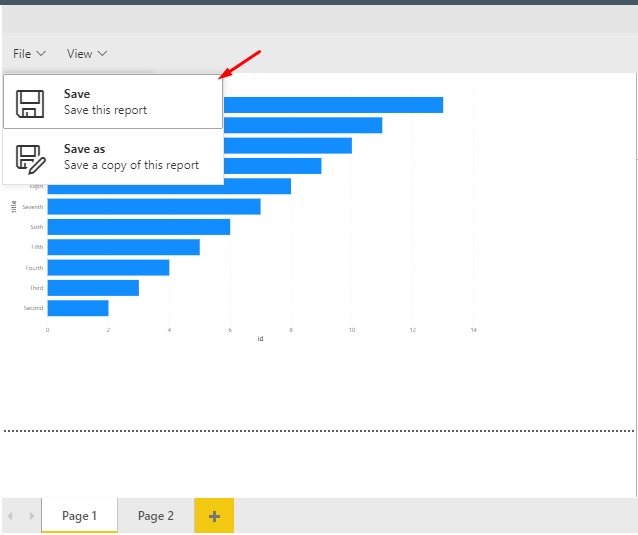 File
View
Save
Save this report
Save as
Save a copy of this report
Eighth
Seventh
Sixth
Fifth
Fourth
Third
Second
title
0 2 4 6 8 10 12 14
id
Page 1
Page 2
+